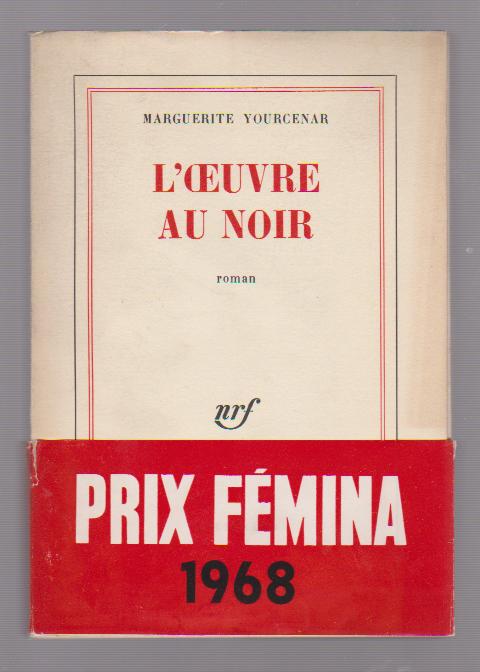 MARGUERITE YOURCENAR
L'ŒUVRE
AU NOIR
roman
nrf
PRIX FÉMINA
1968